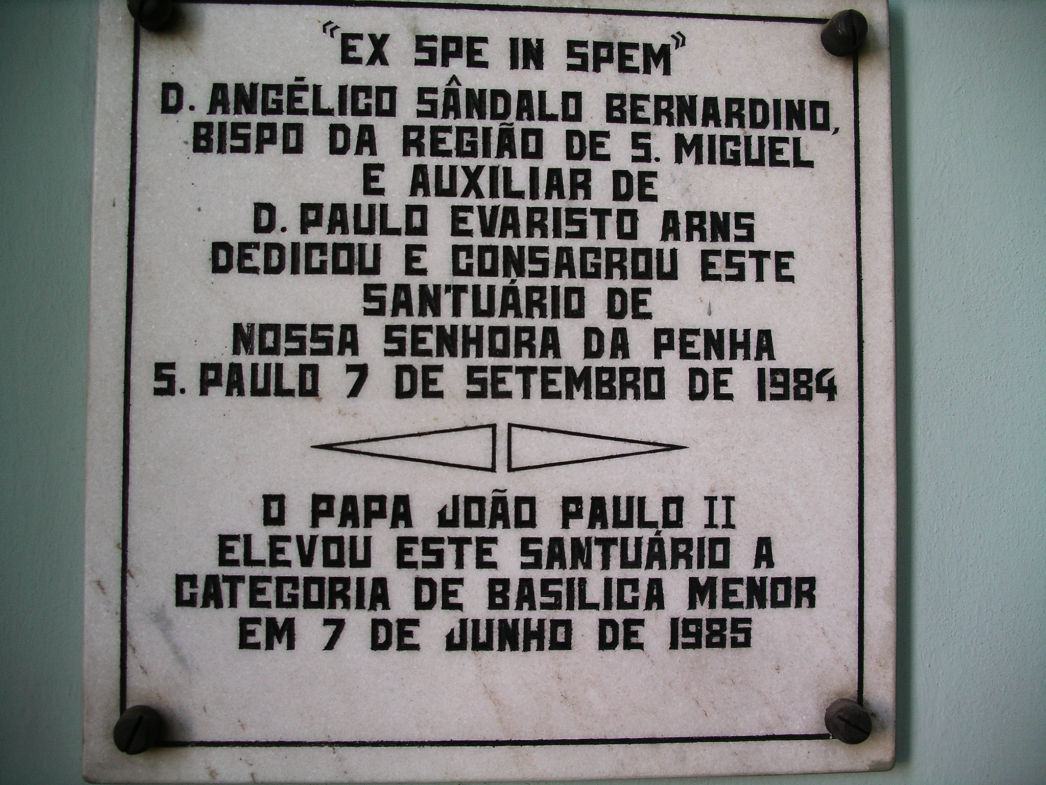 "EX SPE IN SPEM"
D. ANGÉLICO SÂNDALO BERNARDINO,
BISPO DA REGIÃO DE S. MIGUEL
E AUXILIAR DE
D. PAULO EVARISTO ARNS
DEDICOU E CONSAGROU ESTE
SANTUÁRIO DE
NOSSA SENHORA DA PENHA
S. PAULO 7 DE SETEMBRO DE 1984
O PAPA JOÃO PAULO II
ELEVOU ESTE SANTUÁRIO A
CATEGORIA DE BASILICA MENOR
EM 7 DE JUNHO DE 1985